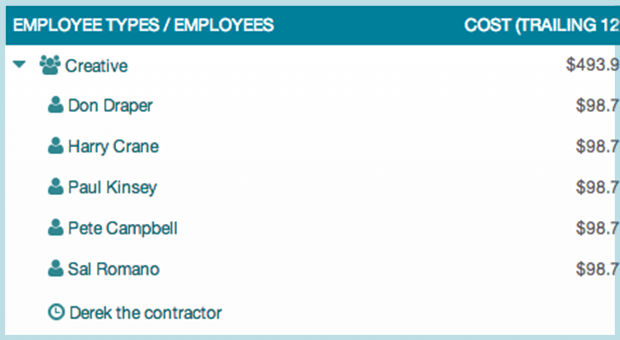 EMPLOYEE TYPES / EMPLOYEES COST (TRAILING 12
Creative $493.9
Don Draper $98.7
Harry Crane $98.7
Paul Kinsey $98.7
Pete Campbell $98.7
Sal Romano $98.7
Derek the contractor